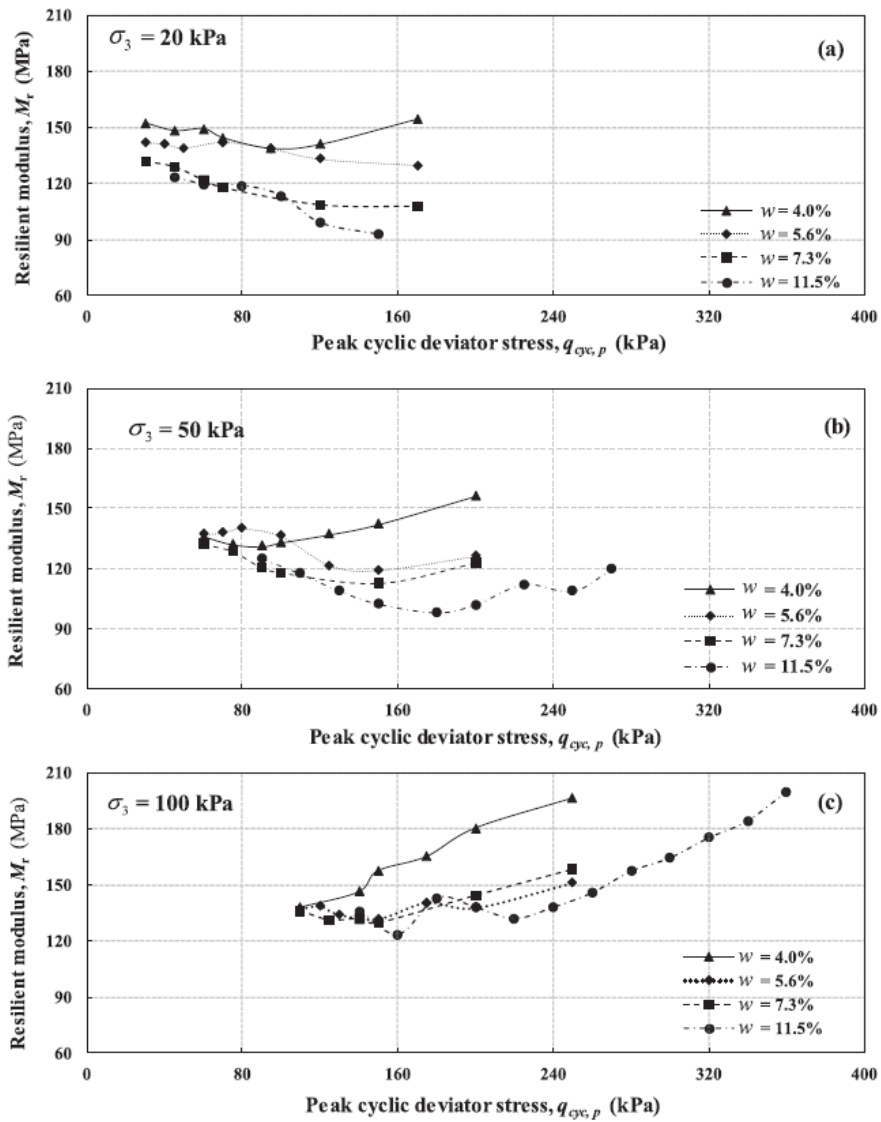 210
σ3 = 20 kPa
(a)
180
150
120
90
60
Resilient modulus, Mr (MPa)
w = 4.0%
w = 5.6%
w = 7.3%
w = 11.5%
0 80 160 240 320 400
Peak cyclic deviator stress, qcyc, p (kPa)
210
σ3 = 50 kPa
(b)
180
150
120
90
60
Resilient modulus, Mr (MPa)
w = 4.0%
w = 5.6%
w = 7.3%
w = 11.5%
0 80 160 240 320 400
Peak cyclic deviator stress, qcyc, p (kPa)
210
σ3 = 100 kPa
(c)
180
150
120
90
60
Resilient modulus, Mr (MPa)
w = 4.0%
w = 5.6%
w = 7.3%
w = 11.5%
0 80 160 240 320 400
Peak cyclic deviator stress, qcyc, p (kPa)